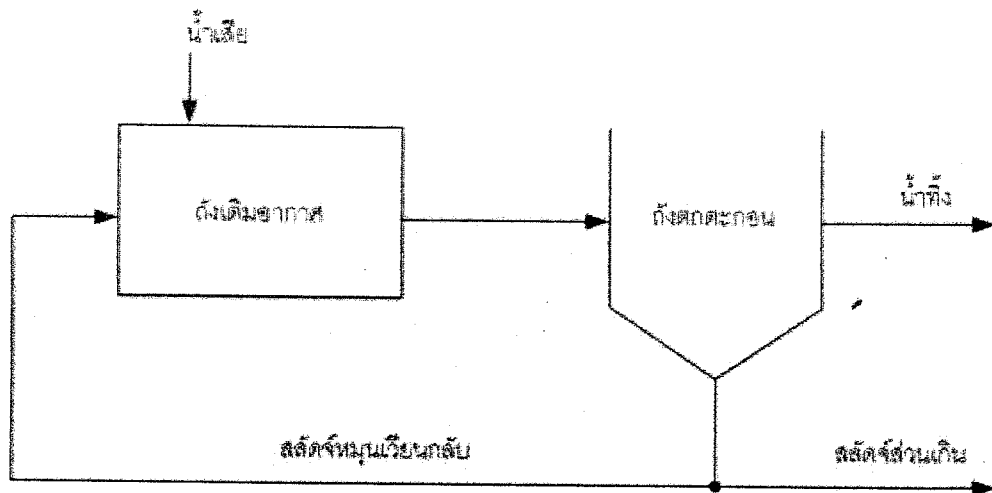 น้ำเสีย
ถังเติมอากาศ
ถังตกตะกอน
น้ำทิ้ง
สลัดจ์หมุนเวียนกลับ
สลัดจ์ส่วนเกิน